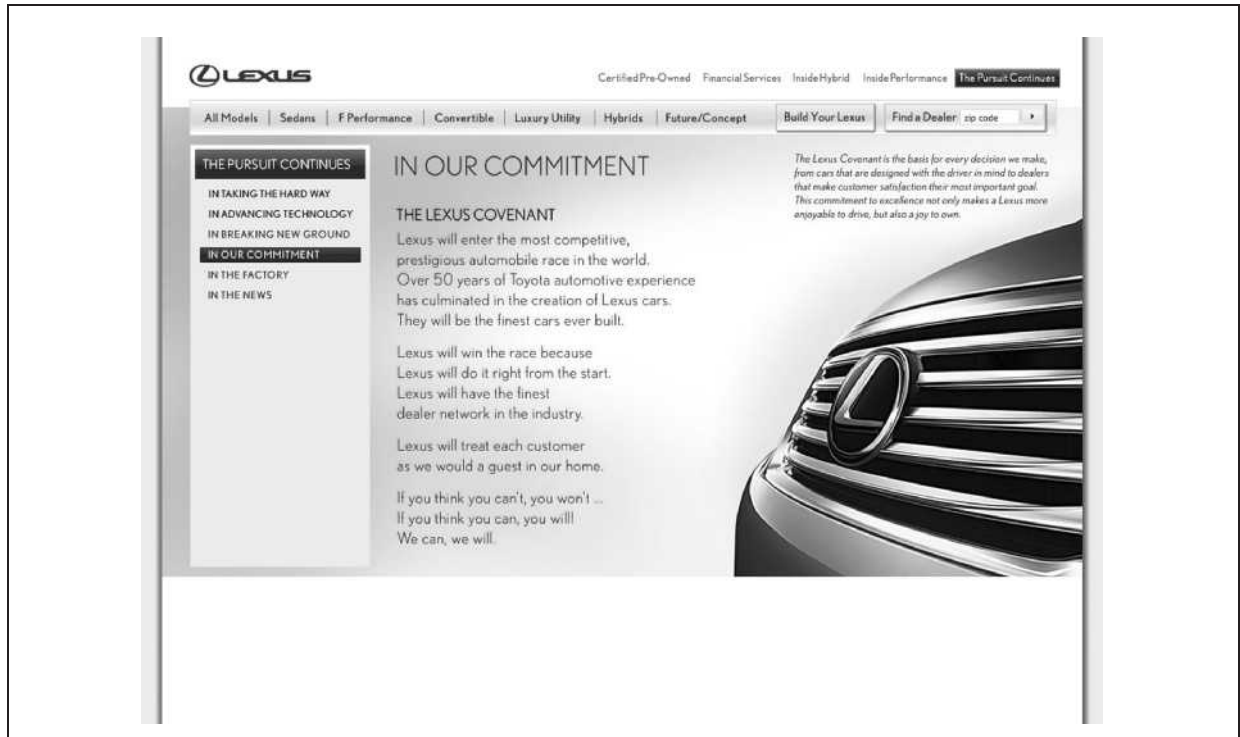 LEXUS
Certified Pre-Owned Financial Services Inside Hybrid Inside Performance The Pursuit Continues
All Models Sedans F Performance Convertible Luxury Utility Hybrids Future/Concept Build Your Lexus Find a Dealer zip code
THE PURSUIT CONTINUES
IN TAKING THE HARD WAY
IN ADVANCING TECHNOLOGY
IN BREAKING NEW GROUND
IN OUR COMMITMENT
IN THE FACTORY
IN THE NEWS
IN OUR COMMITMENT
THE LEXUS COVENANT
Lexus will enter the most competitive,
prestigious automobile race in the world.
Over 50 years of Toyota automotive experience
has culminated in the creation of Lexus cars.
They will be the finest cars ever built.
Lexus will win the race because
Lexus will do it right from the start.
Lexus will have the finest
dealer network in the industry.
Lexus will treat each customer
as we would a guest in our home.
If you think you can't, you won't ...
If you think you can, you will!
We can, we will.
The Lexus Covenant is the basis for every decision we make,
from cars that are designed with the driver in mind to dealers
that make customer satisfaction their most important goal.
This commitment to excellence not only makes a Lexus more
enjoyable to drive, but also a joy to own.